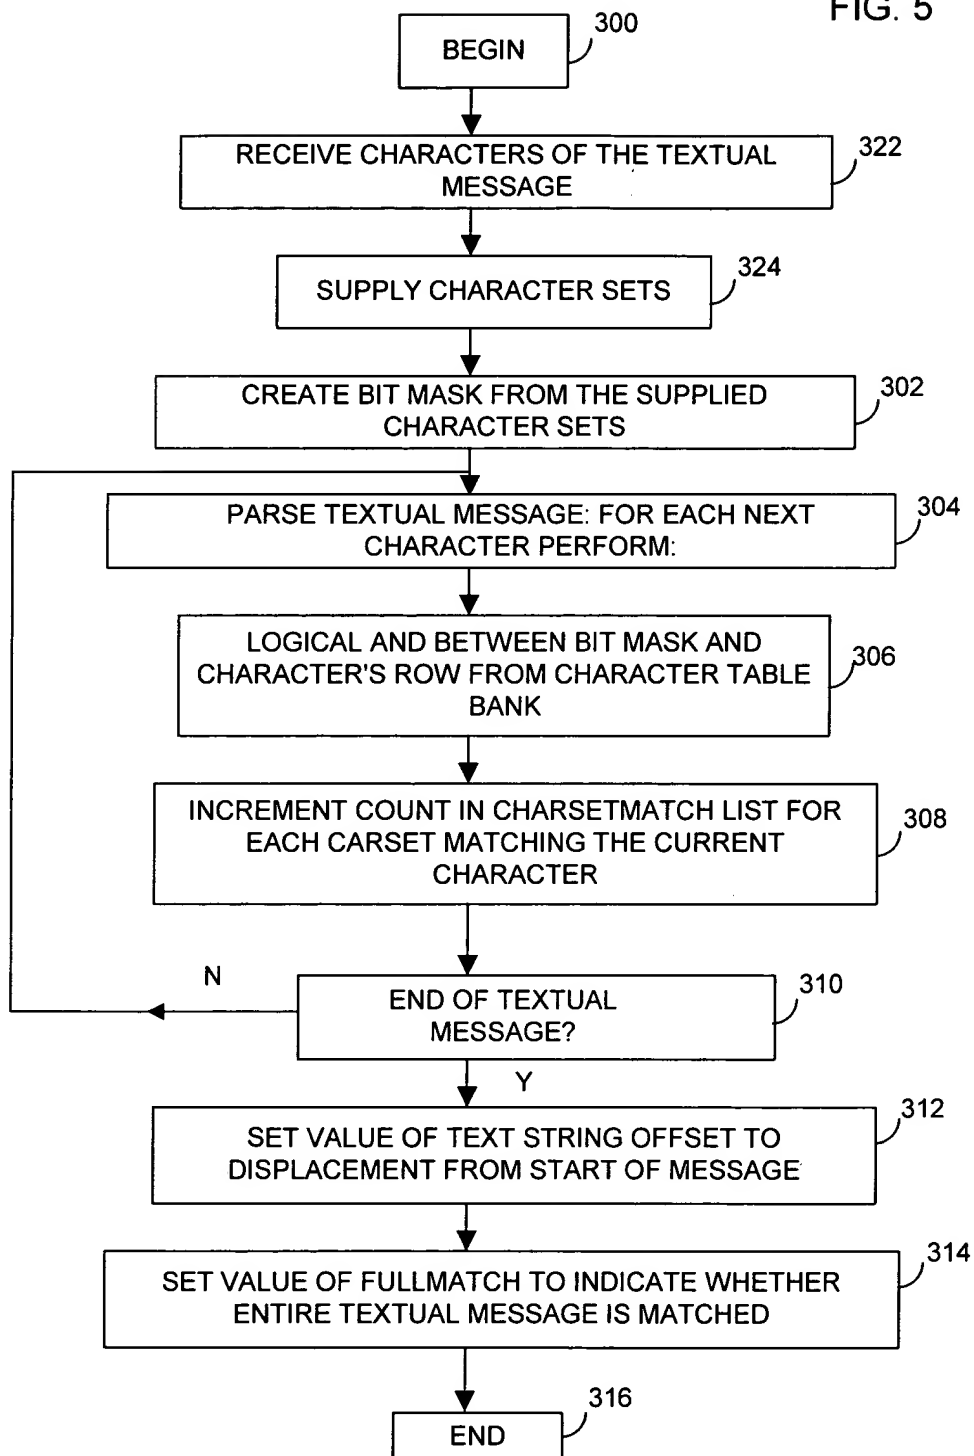 FIG. 5
BEGIN
300
RECEIVE CHARACTERS OF THE TEXTUAL
MESSAGE
322
SUPPLY CHARACTER SETS
324
CREATE BIT MASK FROM THE SUPPLIED
CHARACTER SETS
302
PARSE TEXTUAL MESSAGE: FOR EACH NEXT
CHARACTER PERFORM:
304
LOGICAL AND BETWEEN BIT MASK AND
CHARACTER'S ROW FROM CHARACTER TABLE
BANK
306
INCREMENT COUNT IN CHARSETMATCH LIST FOR
EACH CARSET MATCHING THE CURRENT
CHARACTER
308
N
END OF TEXTUAL
MESSAGE?
310
Y
SET VALUE OF TEXT STRING OFFSET TO
DISPLACEMENT FROM START OF MESSAGE
312
SET VALUE OF FULLMATCH TO INDICATE WHETHER
ENTIRE TEXTUAL MESSAGE IS MATCHED
314
END
316